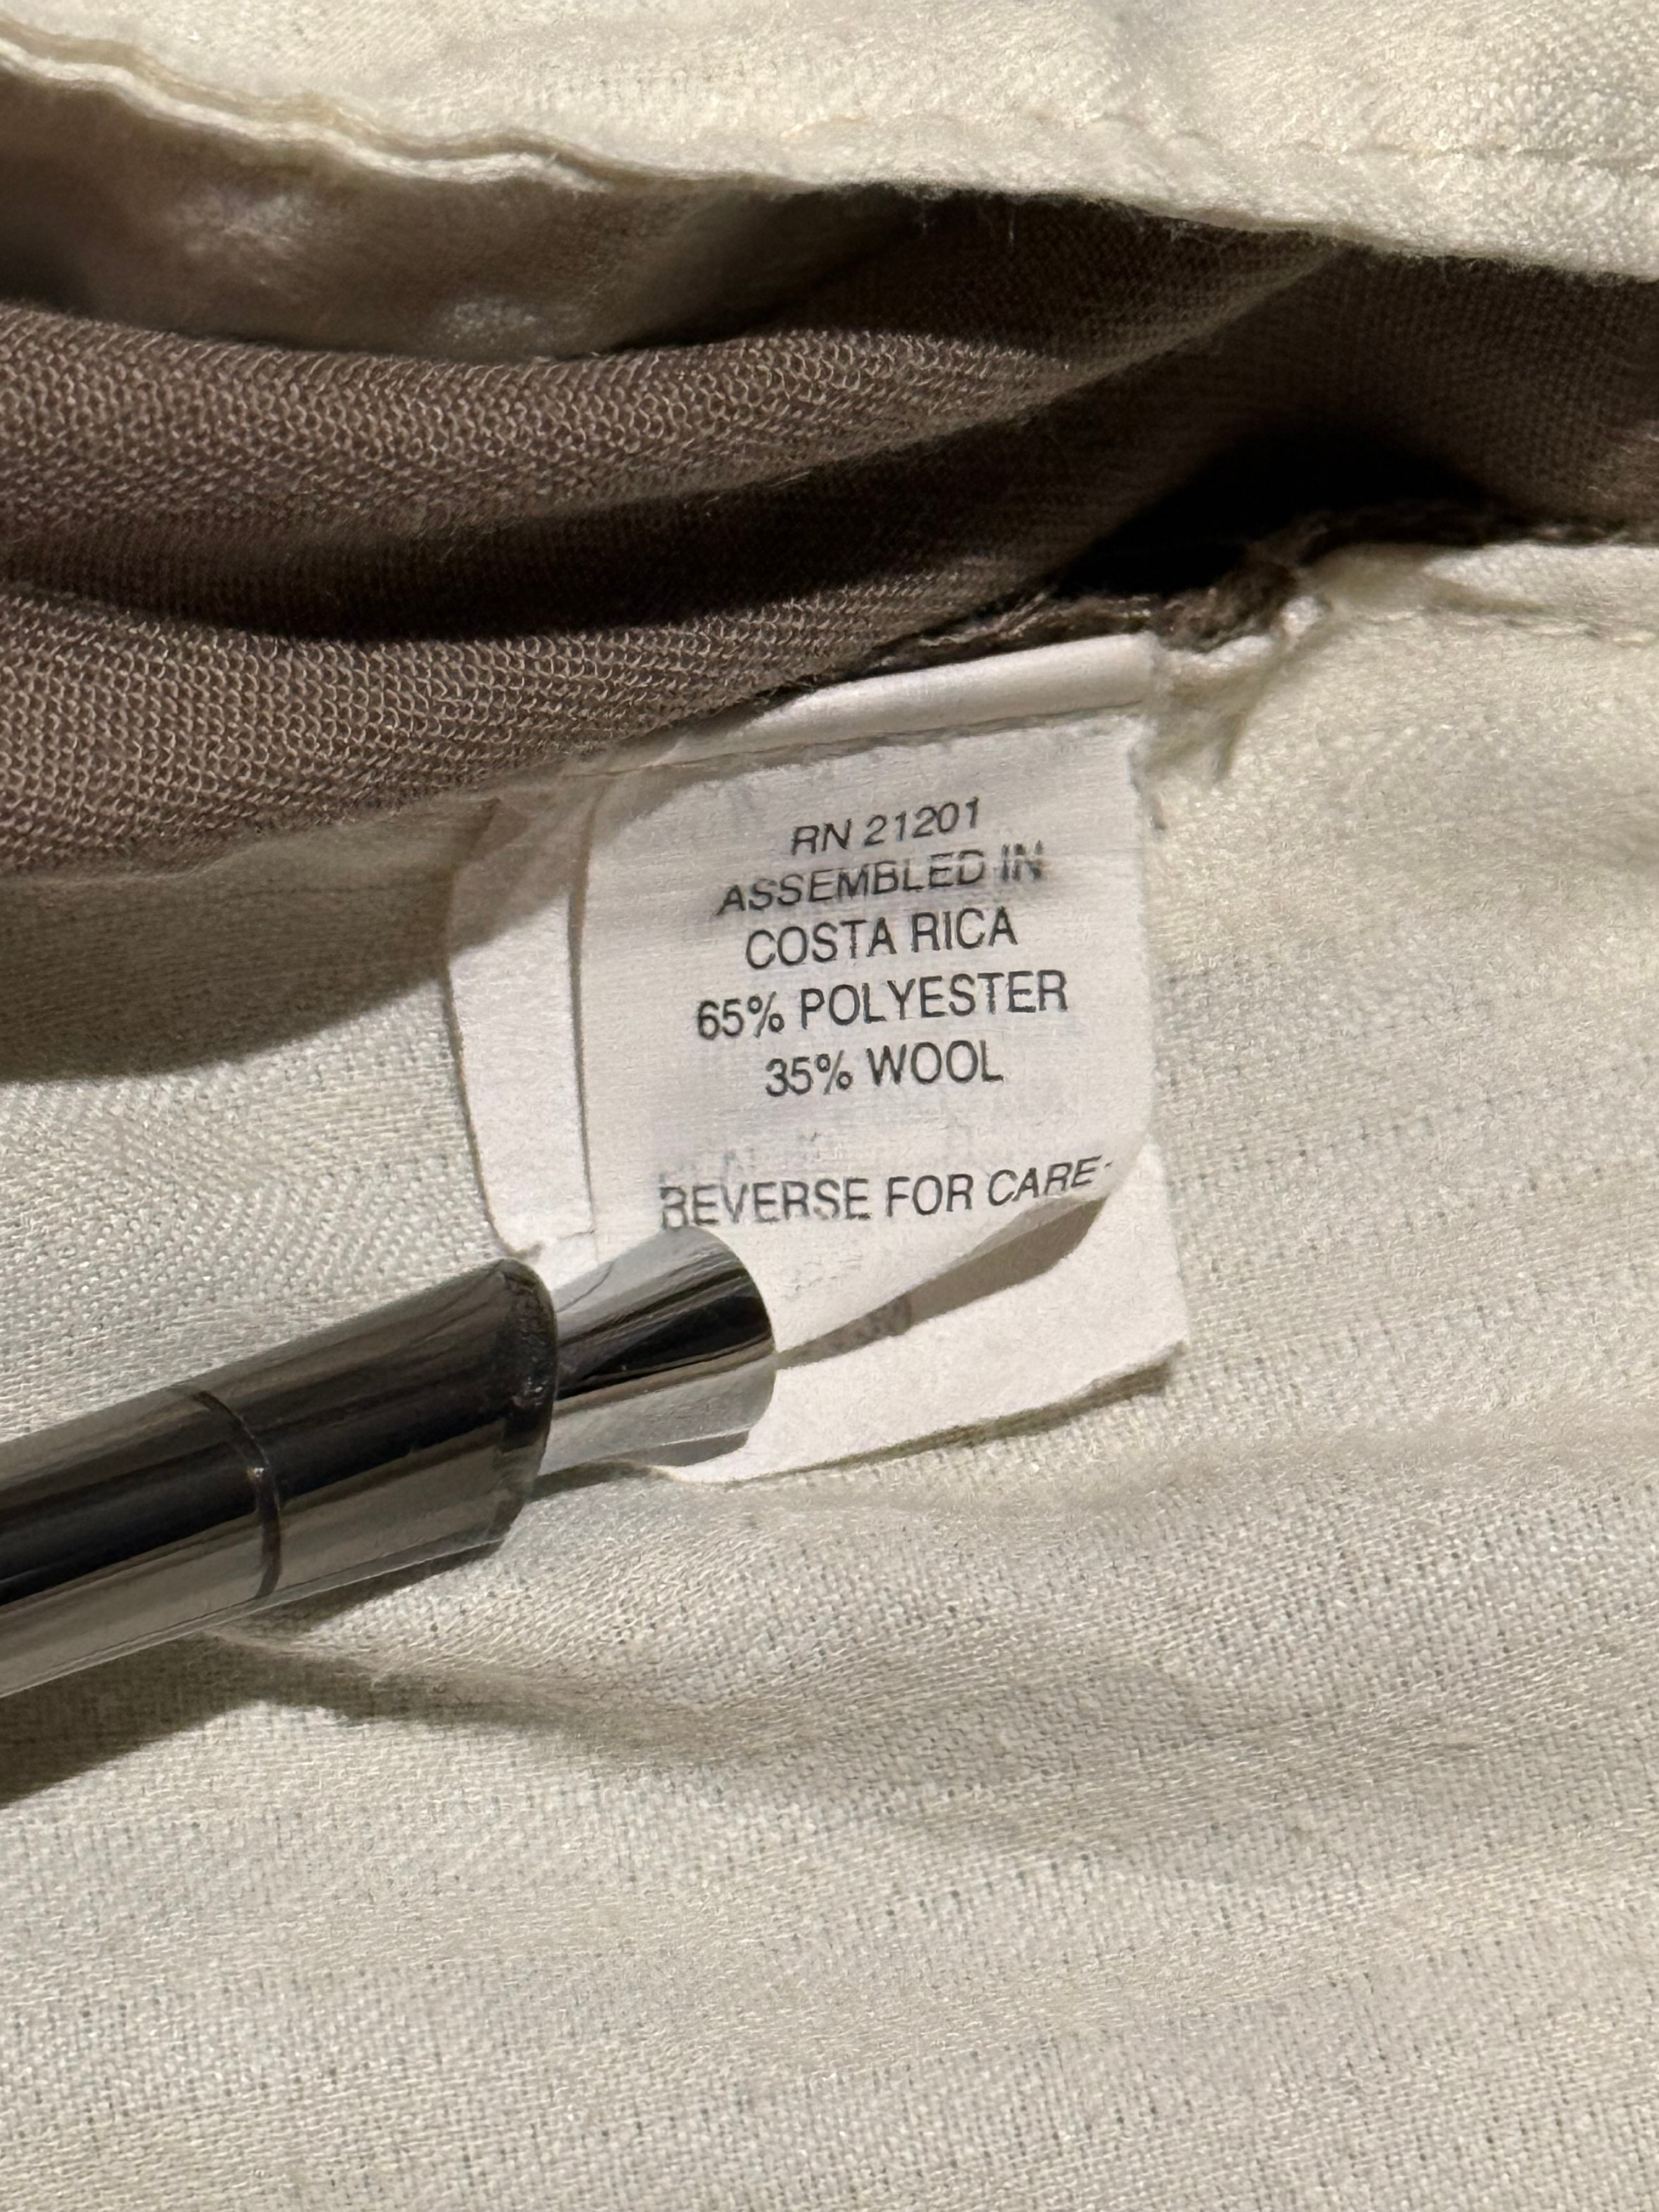 RN 21201
ASSEMBLED IN
COSTA RICA
65% POLYESTER
35% WOOL
REVERSE FOR CARE